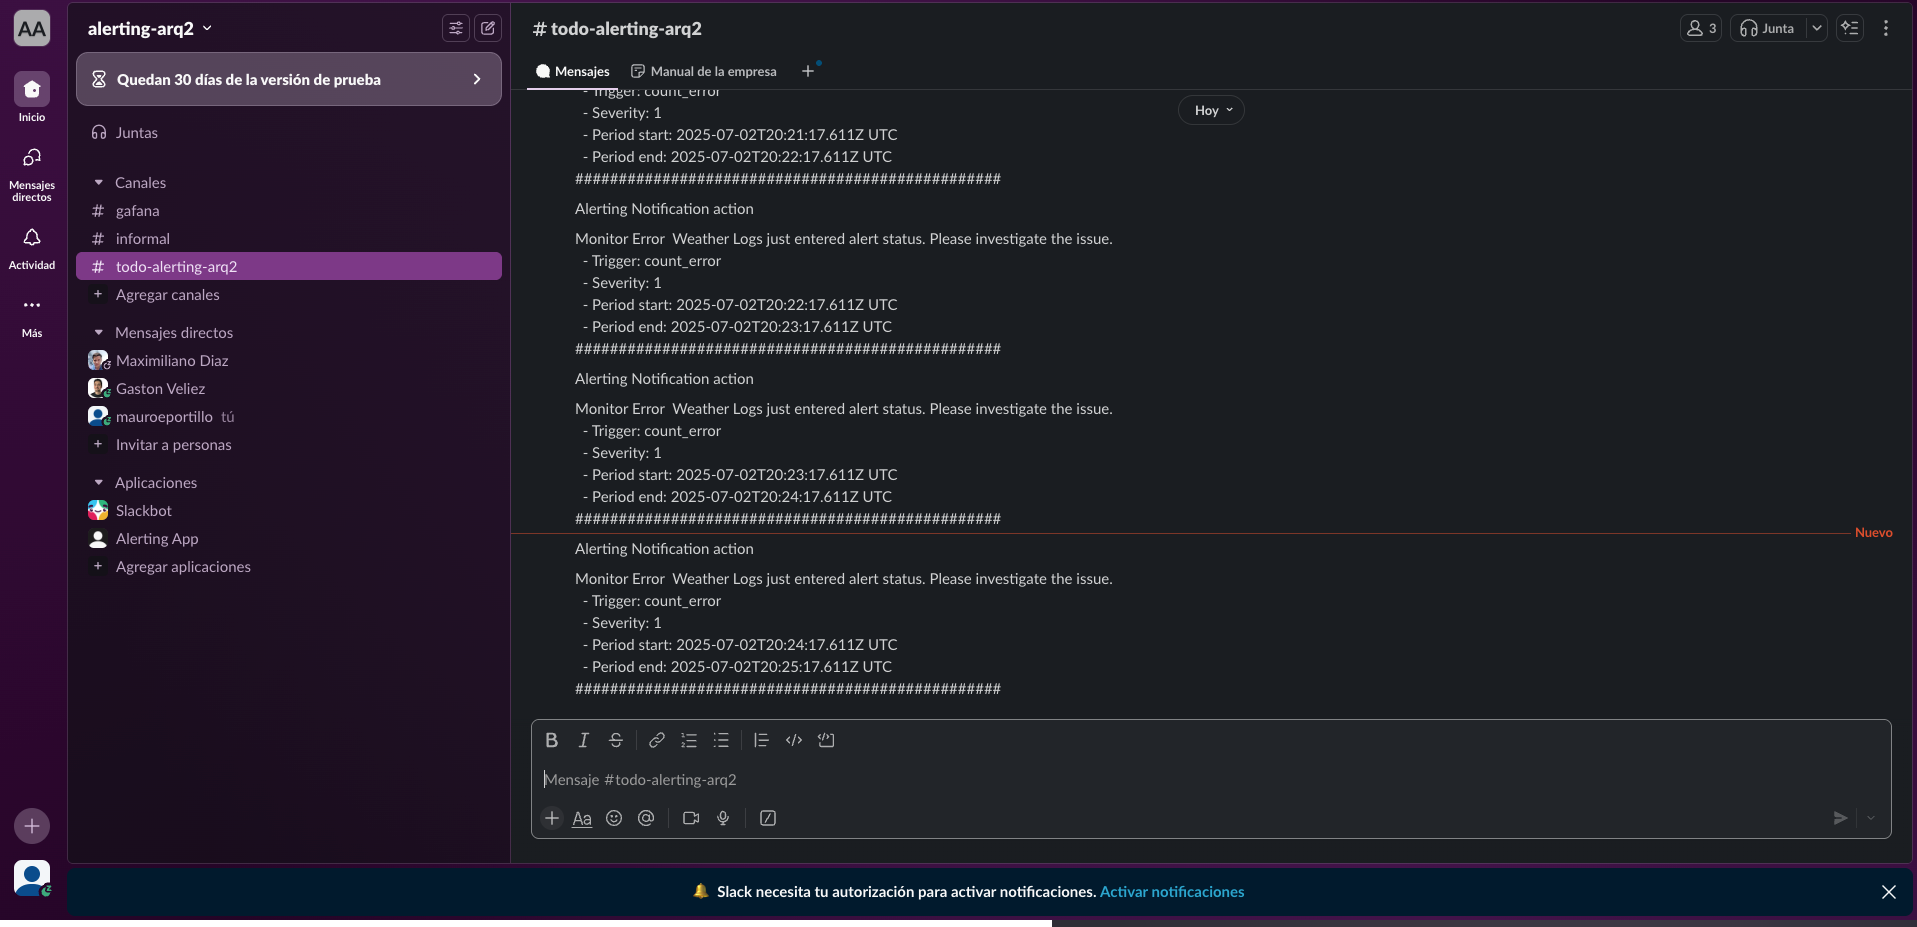 AA
Inicio
Mensajes
directos
Actividad
Más
alerting-arq2
Quedan 30 días de la versión de prueba
Juntas
Canales
# gafana
# informal
# todo-alerting-arq2
+ Agregar canales
Mensajes directos
Maximiliano Diaz
Gaston Veliez
mauroeportillo tú
+ Invitar a personas
Aplicaciones
Slackbot
Alerting App
+ Agregar aplicaciones
# todo-alerting-arq2
3
Junta
Mensajes
Manual de la empresa
+
Hoy
- Trigger: count_error
- Severity: 1
- Period start: 2025-07-02T20:21:17.611Z UTC
- Period end: 2025-07-02T20:22:17.611Z UTC
#################################################
Alerting Notification action
Monitor Error  Weather Logs just entered alert status. Please investigate the issue.
- Trigger: count_error
- Severity: 1
- Period start: 2025-07-02T20:22:17.611Z UTC
- Period end: 2025-07-02T20:23:17.611Z UTC
#################################################
Alerting Notification action
Monitor Error  Weather Logs just entered alert status. Please investigate the issue.
- Trigger: count_error
- Severity: 1
- Period start: 2025-07-02T20:23:17.611Z UTC
- Period end: 2025-07-02T20:24:17.611Z UTC
#################################################
Nuevo
Alerting Notification action
Monitor Error  Weather Logs just entered alert status. Please investigate the issue.
- Trigger: count_error
- Severity: 1
- Period start: 2025-07-02T20:24:17.611Z UTC
- Period end: 2025-07-02T20:25:17.611Z UTC
#################################################
B I S
Mensaje #todo-alerting-arq2
+ Aa @
Slack necesita tu autorización para activar notificaciones. Activar notificaciones